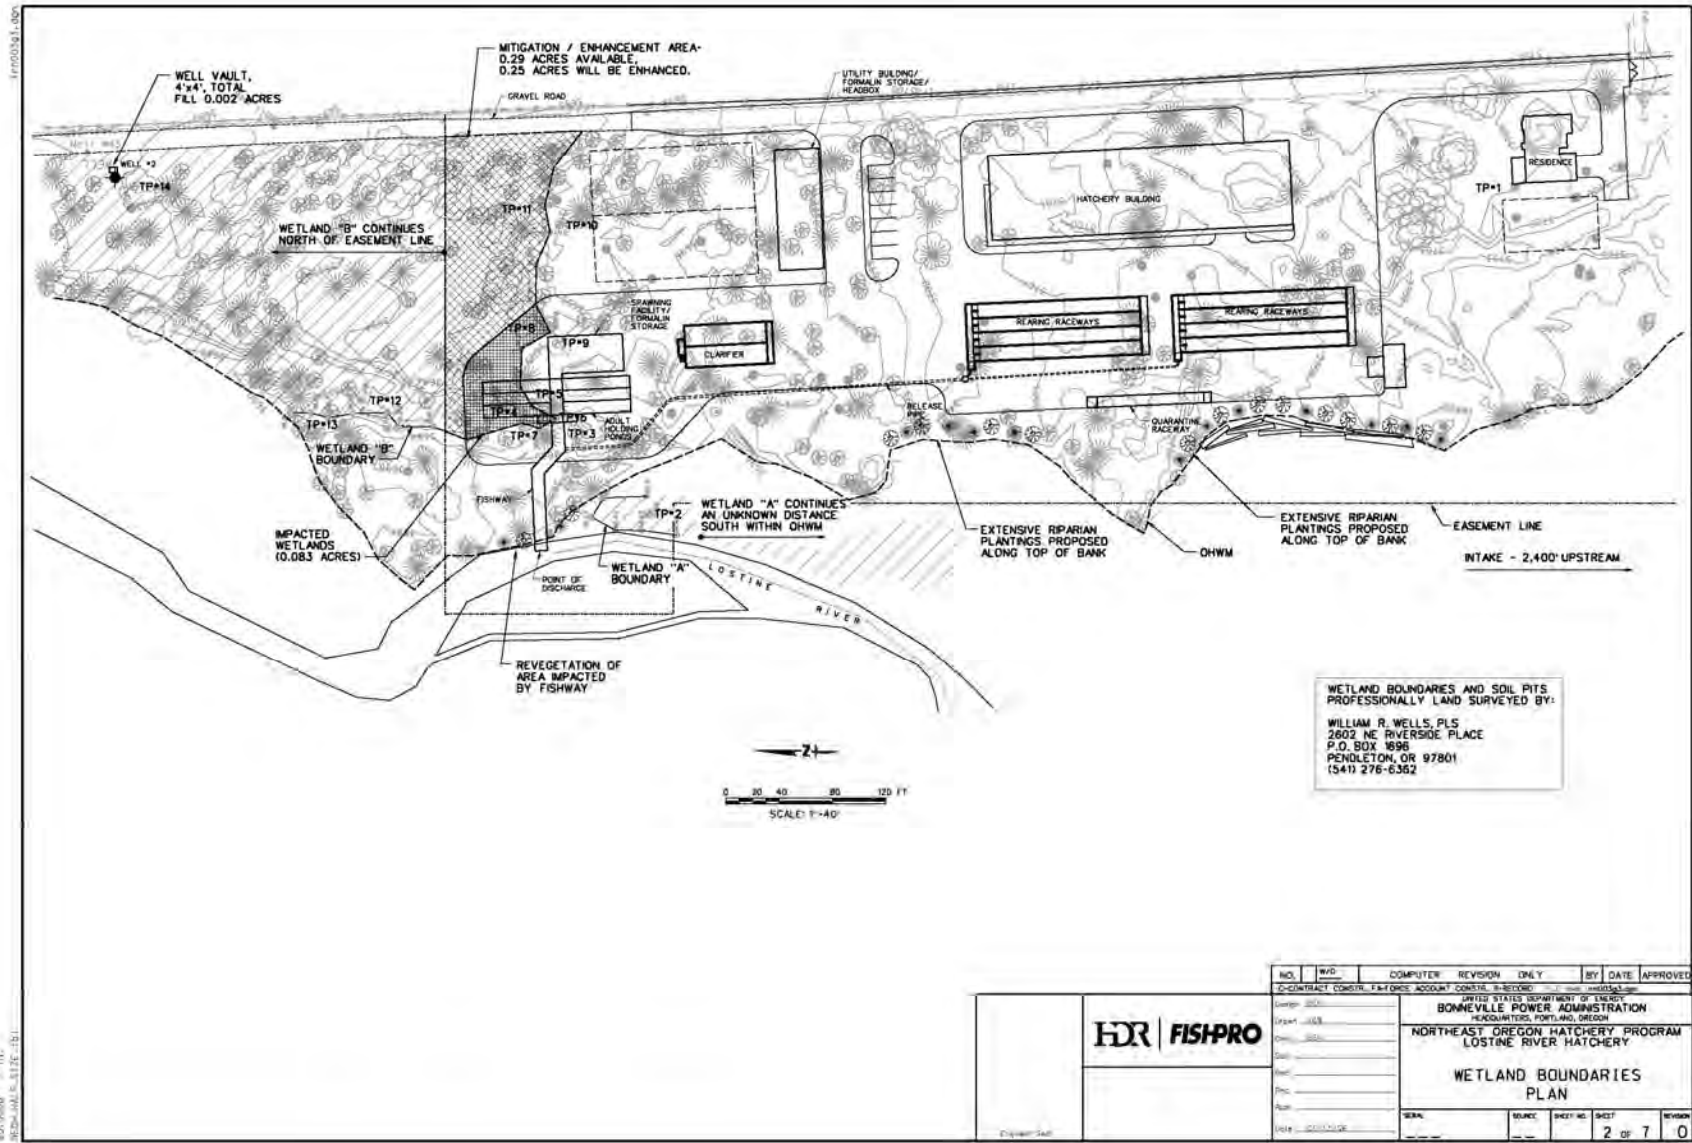 MITIGATION / ENHANCEMENT AREA-
0.29 ACRES AVAILABLE,
0.25 ACRES WILL BE ENHANCED.
WELL VAULT,
4'x4', TOTAL
FILL 0.002 ACRES
GRAVEL ROAD
UTILITY BUILDING/
FORMALIN STORAGE/
HEADBOX
WELL #2
TP#14
TP#11
TP#10
WETLAND "B" CONTINUES
NORTH OF EASEMENT LINE
HATCHERY BUILDING
RESIDENCE
TP#1
SPAWNING
FACILITY/
FORMALIN
STORAGE
TP#8
TP#9
CLARIFIER
REARING RACEWAYS
REARING RACEWAYS
TP#12
TP#13
TP#5
TP#4
TP#6
TP#7
TP#3
ADULT
HOLDING
PONDS
RELEASE
PIPE
QUARANTINE
RACEWAY
WETLAND "B"
BOUNDARY
FISHWAY
TP#2
WETLAND "A" CONTINUES
AN UNKNOWN DISTANCE
SOUTH WITHIN OHWM
IMPACTED
WETLANDS
(0.083 ACRES)
POINT OF
DISCHARGE
WETLAND "A"
BOUNDARY
LOSTINE RIVER
EXTENSIVE RIPARIAN
PLANTINGS PROPOSED
ALONG TOP OF BANK
OHWM
EXTENSIVE RIPARIAN
PLANTINGS PROPOSED
ALONG TOP OF BANK
EASEMENT LINE
INTAKE - 2,400' UPSTREAM
REVEGETATION OF
AREA IMPACTED
BY FISHWAY
WETLAND BOUNDARIES AND SOIL PITS
PROFESSIONALLY LAND SURVEYED BY:
WILLIAM R. WELLS, PLS
2602 NE RIVERSIDE PLACE
P.O. BOX 1696
PENDLETON, OR 97801
(541) 276-6362
Z
0 20 40 80 120 FT
SCALE: 1"=40'
NO. W/O COMPUTER REVISION ONLY BY DATE APPROVED
UNITED STATES DEPARTMENT OF ENERGY
BONNEVILLE POWER ADMINISTRATION
HEADQUARTERS, PORTLAND, OREGON
NORTHEAST OREGON HATCHERY PROGRAM
LOSTINE RIVER HATCHERY
HDR | FISHPRO
WETLAND BOUNDARIES
PLAN
SERIAL SOURCE SHEET NO. SHEET REVISION
2 OF 7 0